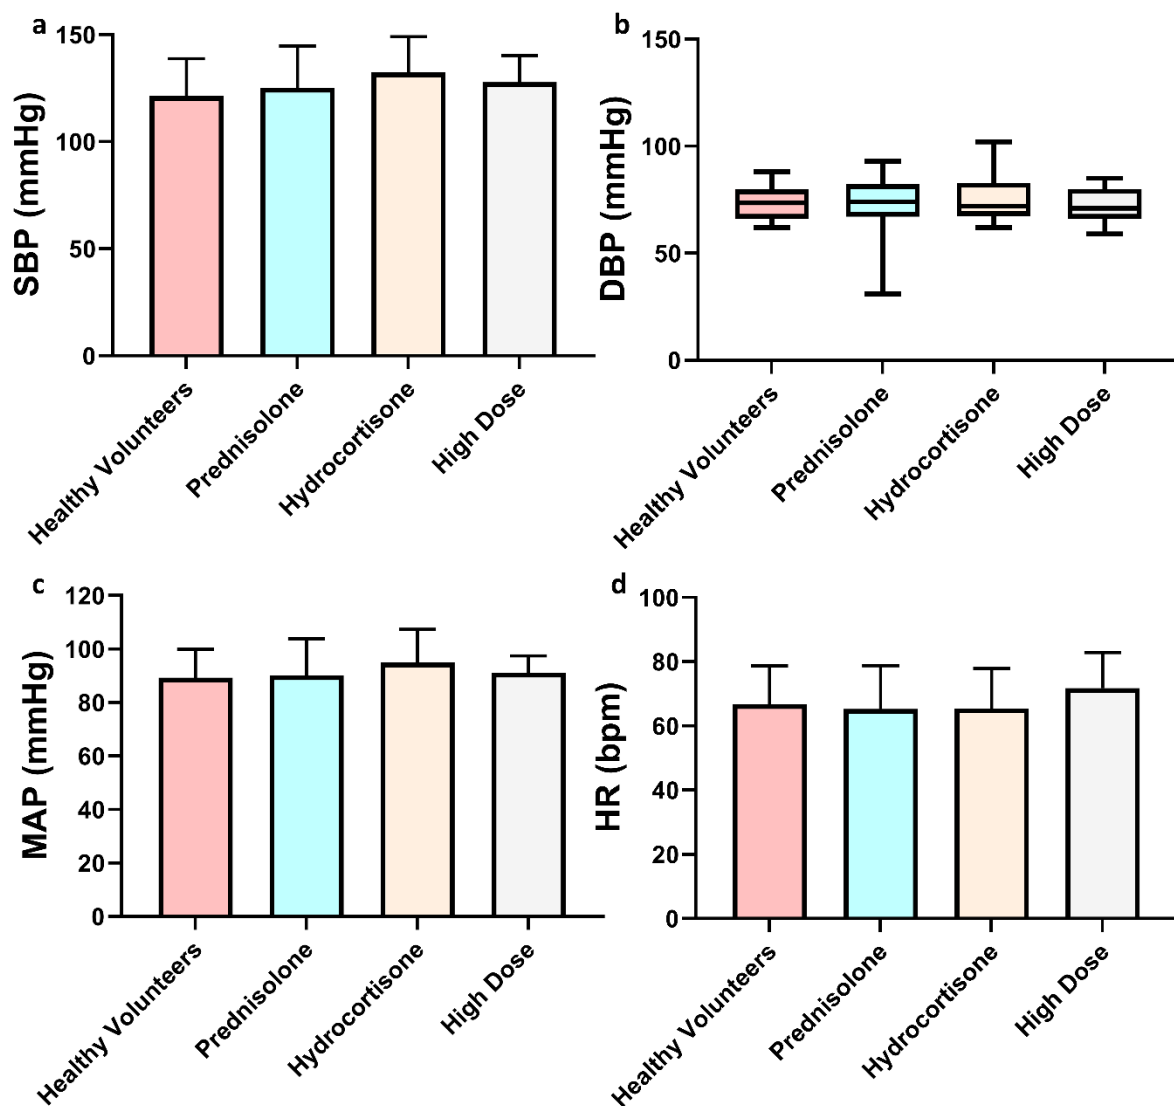 a
SBP (mmHg)
150
100
50
0
Healthy Volunteers
Prednisolone
Hydrocortisone
High Dose
b
DBP (mmHg)
150
100
50
0
Healthy Volunteers
Prednisolone
Hydrocortisone
High Dose
c
MAP (mmHg)
120
100
80
60
40
20
0
Healthy Volunteers
Prednisolone
Hydrocortisone
High Dose
d
HR (bpm)
100
80
60
40
20
0
Healthy Volunteers
Prednisolone
Hydrocortisone
High Dose